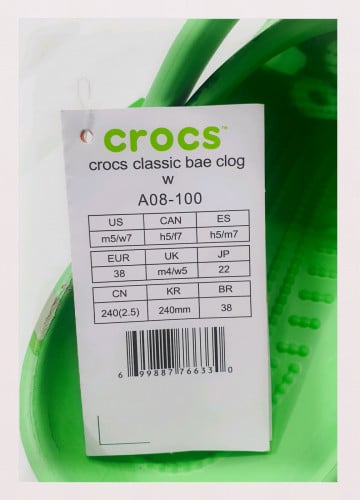 crocs™
crocs classic bae clog
w
A08-100
US CAN ES
m5/w7 h5/f7 h5/m7
EUR UK JP
38 m4/w5 22
CN KR BR
240(2.5) 240mm 38
6 99887 76633 0